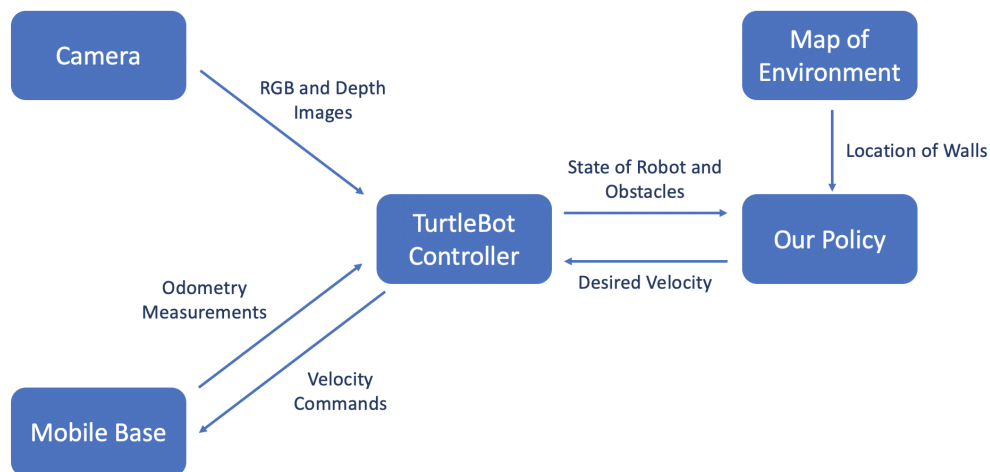 Camera
Map of
Environment
RGB and Depth
Images
Location of Walls
State of Robot and
Obstacles
TurtleBot
Controller
Our Policy
Desired Velocity
Odometry
Measurements
Velocity
Commands
Mobile Base